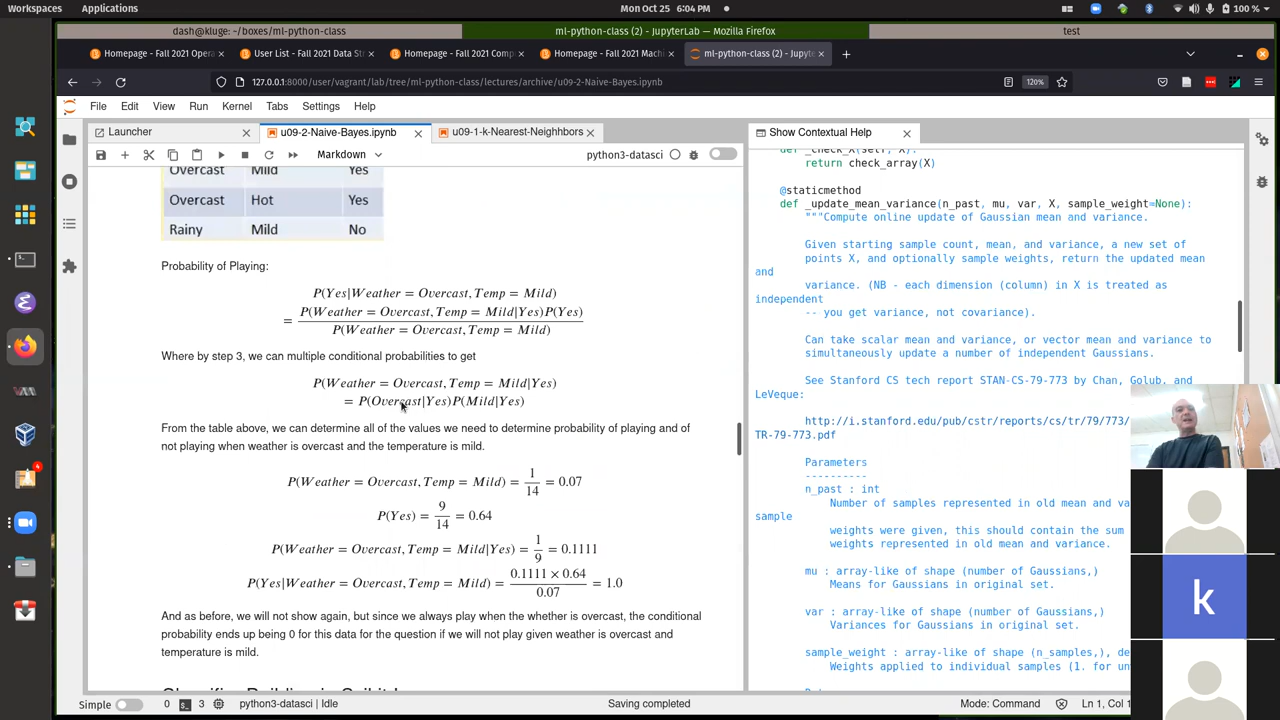 Workspaces Applications Mon Oct 25 6:04 PM 100 %
dash@kluge: ~/boxes/ml-python-class ml-python-class (2) - JupyterLab — Mozilla Firefox test
Homepage - Fall 2021 Opera User List - Fall 2021 Data St Homepage - Fall 2021 Comp Homepage - Fall 2021 Machi ml-python-class (2) - Jupyte
127.0.0.1:8000/user/vagrant/lab/tree/ml-python-class/lectures/archive/u09-2-Naive-Bayes.ipynb 120%
File Edit View Run Kernel Tabs Settings Help
Launcher u09-2-Naive-Bayes.ipynb u09-1-k-Nearest-Neighhbors
Markdown python3-datasci
Overcast Mild Yes
Overcast Hot Yes
Rainy Mild No
Probability of Playing:
P(Yes|Weather = Overcast, Temp = Mild)
= P(Weather = Overcast, Temp = Mild|Yes)P(Yes)
P(Weather = Overcast, Temp = Mild)
Where by step 3, we can multiple conditional probabilities to get
P(Weather = Overcast, Temp = Mild|Yes)
= P(Overcast|Yes)P(Mild|Yes)
From the table above, we can determine all of the values we need to determine probability of playing and of
not playing when weather is overcast and the temperature is mild.
P(Weather = Overcast, Temp = Mild) = 1/14 = 0.07
P(Yes) = 9/14 = 0.64
P(Weather = Overcast, Temp = Mild|Yes) = 1/9 = 0.1111
P(Yes|Weather = Overcast, Temp = Mild) = 0.1111 × 0.64/0.07 = 1.0
And as before, we will not show again, but since we always play when the whether is overcast, the conditional
probability ends up being 0 for this data for the question if we will not play given weather is overcast and
temperature is mild.
Show Contextual Help
def _check_X(self, X):
return check_array(X)
@staticmethod
def _update_mean_variance(n_past, mu, var, X, sample_weight=None):
"""Compute online update of Gaussian mean and variance.
Given starting sample count, mean, and variance, a new set of
points X, and optionally sample weights, return the updated mean
and
variance. (NB - each dimension (column) in X is treated as
independent
-- you get variance, not covariance).
Can take scalar mean and variance, or vector mean and variance to
simultaneously update a number of independent Gaussians.
See Stanford CS tech report STAN-CS-79-773 by Chan, Golub, and
LeVeque:
http://i.stanford.edu/pub/cstr/reports/cs/tr/79/773/
TR-79-773.pdf
Parameters
----------
n_past : int
Number of samples represented in old mean and va
sample
weights were given, this should contain the sum
weights represented in old mean and variance.
mu : array-like of shape (number of Gaussians,)
Means for Gaussians in original set.
var : array-like of shape (number of Gaussians,)
Variances for Gaussians in original set.
sample_weight : array-like of shape (n_samples,), de
Weights applied to individual samples (1. for un
k
Simple 0 3 python3-datasci | Idle Saving completed Mode: Command Ln 1, Col 1